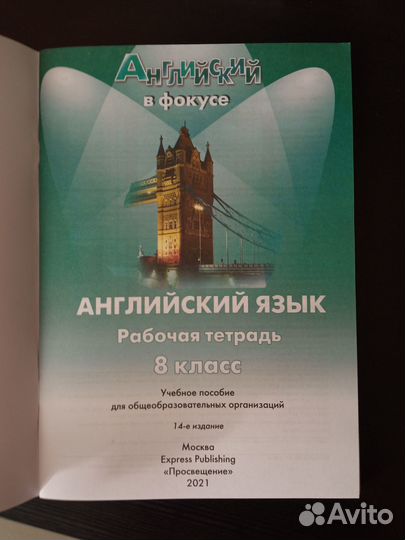 Английский
в фокусе
АНГЛИЙСКИЙ ЯЗЫК
Рабочая тетрадь
8 класс
Учебное пособие
для общеобразовательных организаций
14-е издание
Москва
Express Publishing
«Просвещение»
2021
Avito